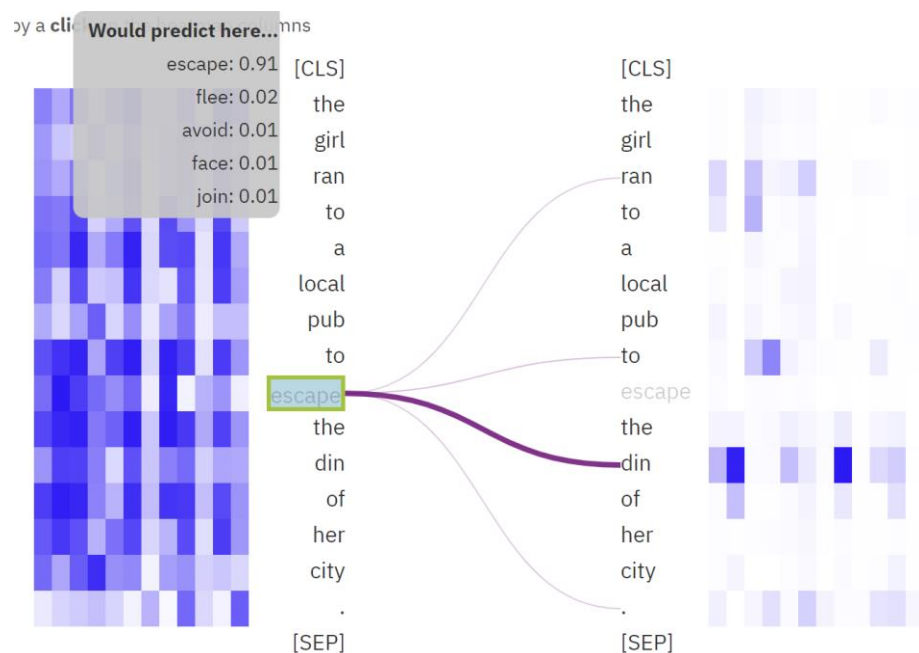 by a clic mns
Would predict here...
escape: 0.91
flee: 0.02
avoid: 0.01
face: 0.01
join: 0.01
[CLS] [CLS]
the the
girl girl
ran ran
to to
a a
local local
pub pub
to to
escape escape
the the
din din
of of
her her
city city
. .
[SEP] [SEP]